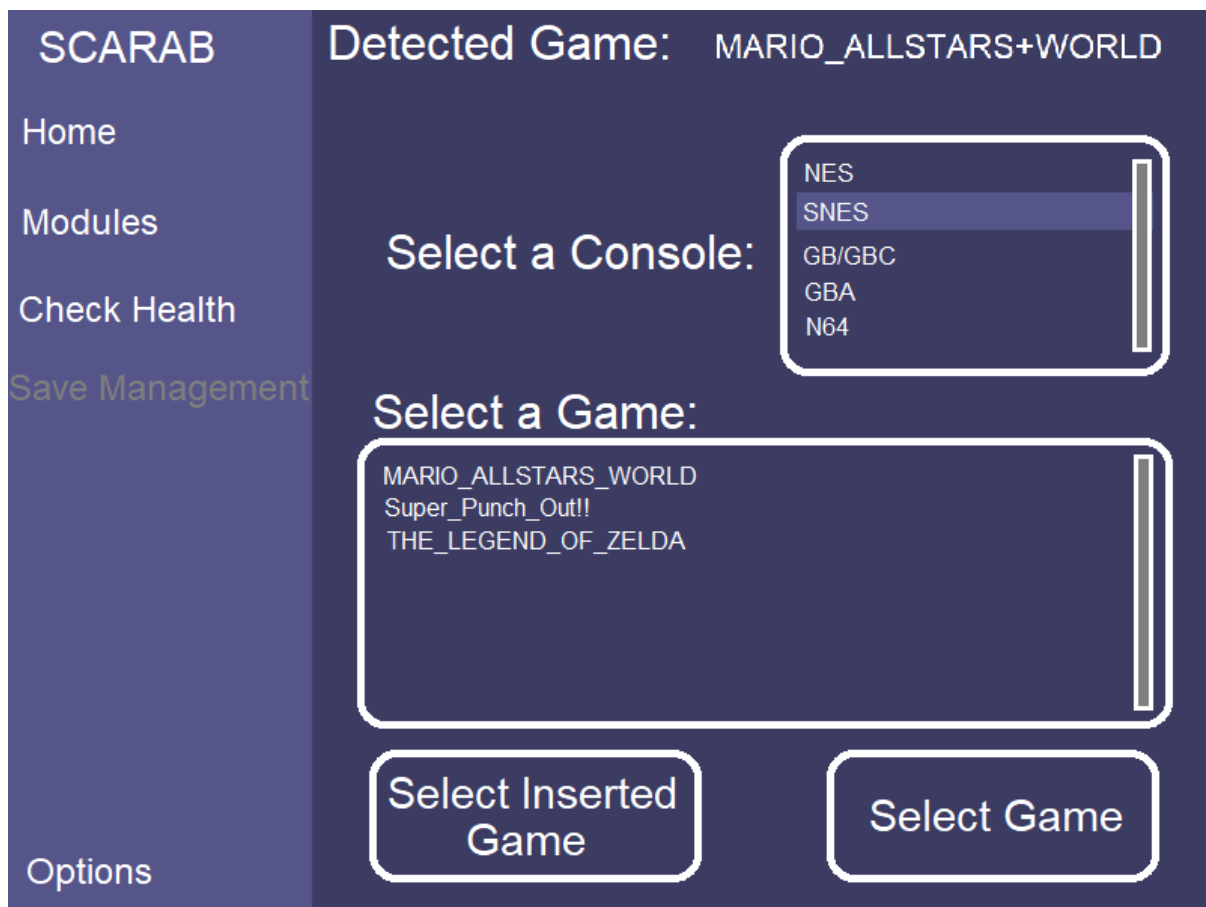 SCARAB
Home
Modules
Check Health
Save Management
Options
Detected Game: MARIO_ALLSTARS+WORLD
Select a Console:
NES
SNES
GB/GBC
GBA
N64
Select a Game:
MARIO_ALLSTARS_WORLD
Super_Punch_Out!!
THE_LEGEND_OF_ZELDA
Select Inserted
Game
Select Game